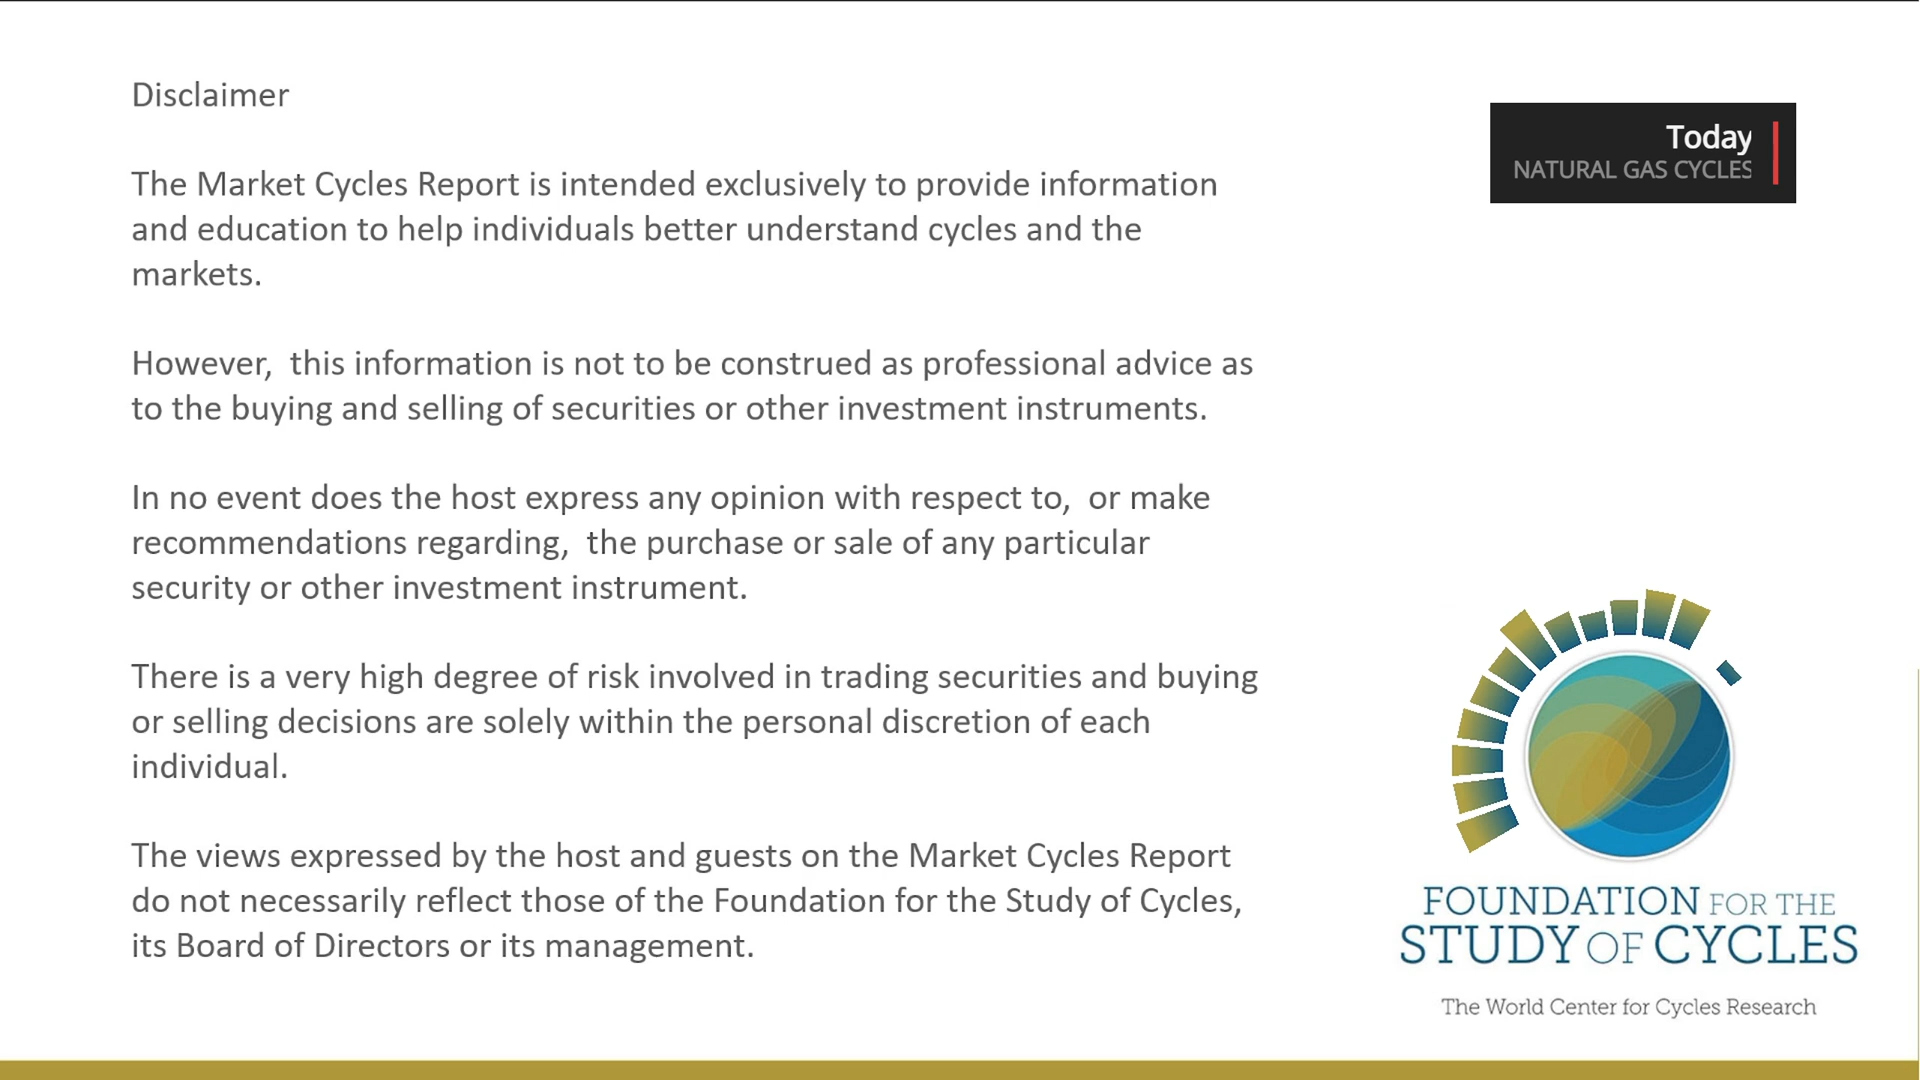 Disclaimer
The Market Cycles Report is intended exclusively to provide information
and education to help individuals better understand cycles and the
markets.
However,  this information is not to be construed as professional advice as
to the buying and selling of securities or other investment instruments.
In no event does the host express any opinion with respect to,  or make
recommendations regarding,  the purchase or sale of any particular
security or other investment instrument.
There is a very high degree of risk involved in trading securities and buying
or selling decisions are solely within the personal discretion of each
individual.
The views expressed by the host and guests on the Market Cycles Report
do not necessarily reflect those of the Foundation for the Study of Cycles,
its Board of Directors or its management.
Today
NATURAL GAS CYCLES
FOUNDATION FOR THE
STUDY OF CYCLES
The World Center for Cycles Research